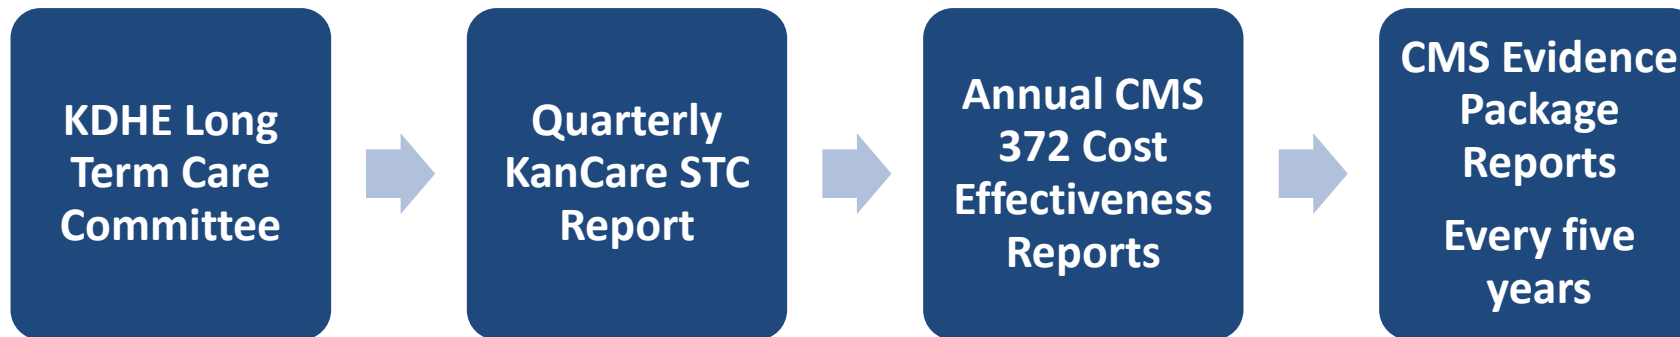 KDHE Long
Term Care
Committee
Quarterly
KanCare STC
Report
Annual CMS
372 Cost
Effectiveness
Reports
CMS Evidence
Package
Reports
Every five
years